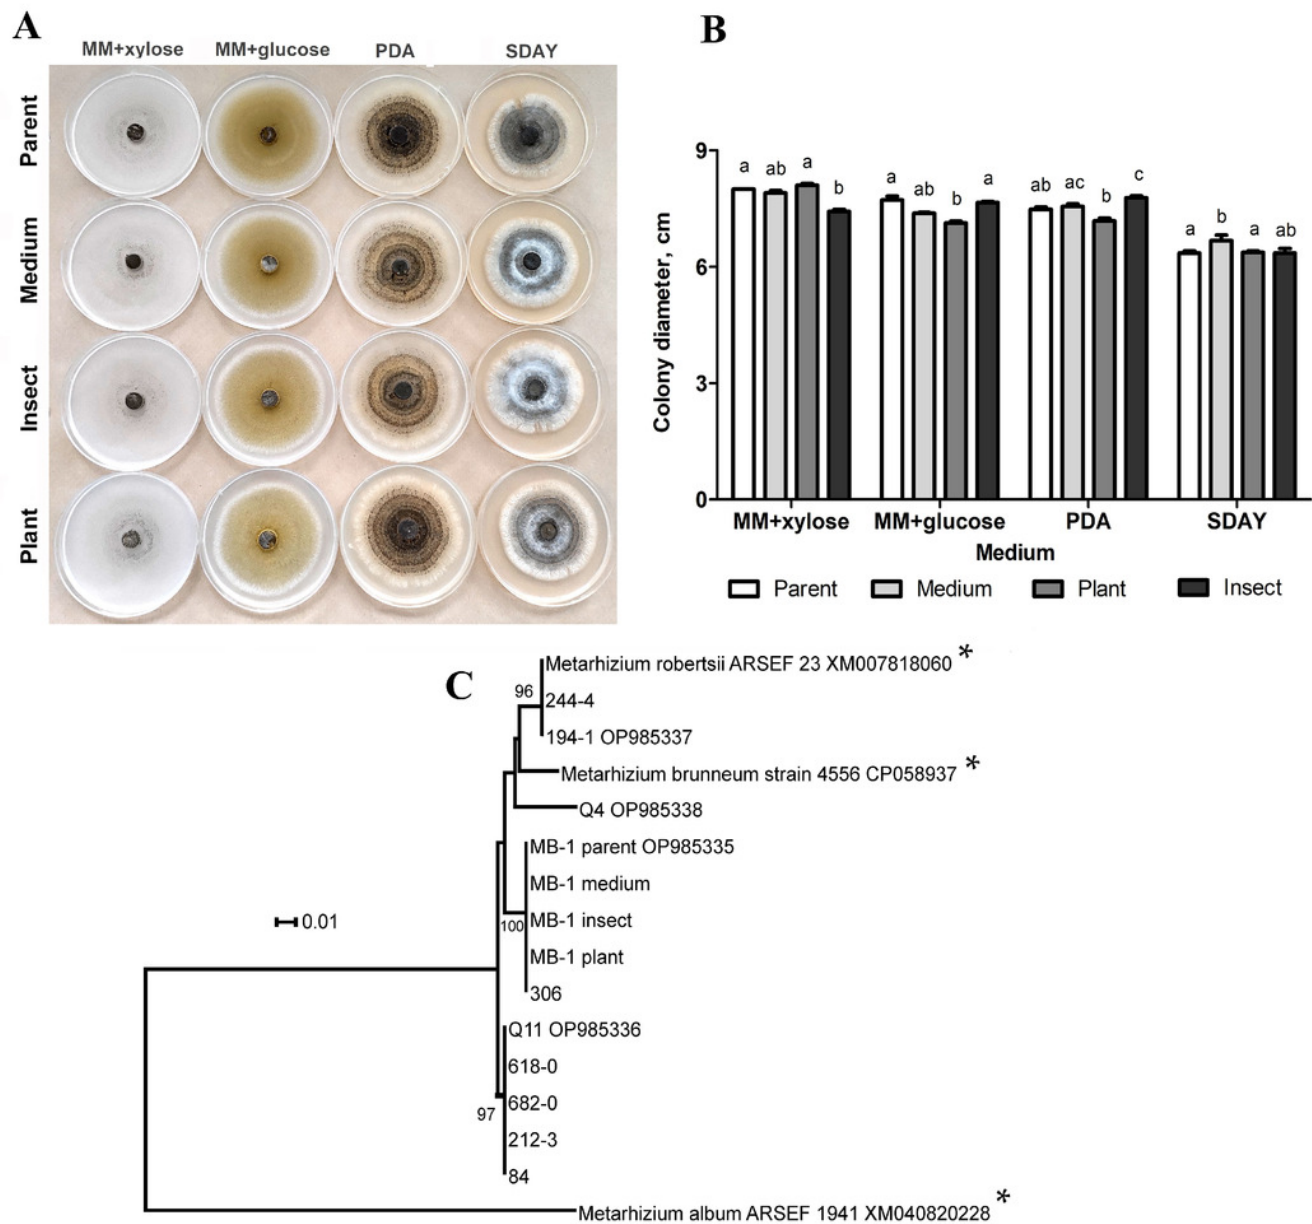 A
MM+xylose MM+glucose PDA SDAY
Parent
Medium
Insect
Plant
B
Colony diameter, cm
9
6
3
0
a ab a b
a ab b a
ab ac b c
a b a ab
MM+xylose MM+glucose PDA SDAY
Medium
Parent Medium Plant Insect
C
Metarhizium robertsii ARSEF 23 XM007818060 *
96
244-4
194-1 OP985337
Metarhizium brunneum strain 4556 CP058937 *
Q4 OP985338
MB-1 parent OP985335
MB-1 medium
0.01
100
MB-1 insect
MB-1 plant
306
Q11 OP985336
618-0
682-0
97
212-3
84
Metarhizium album ARSEF 1941 XM040820228 *